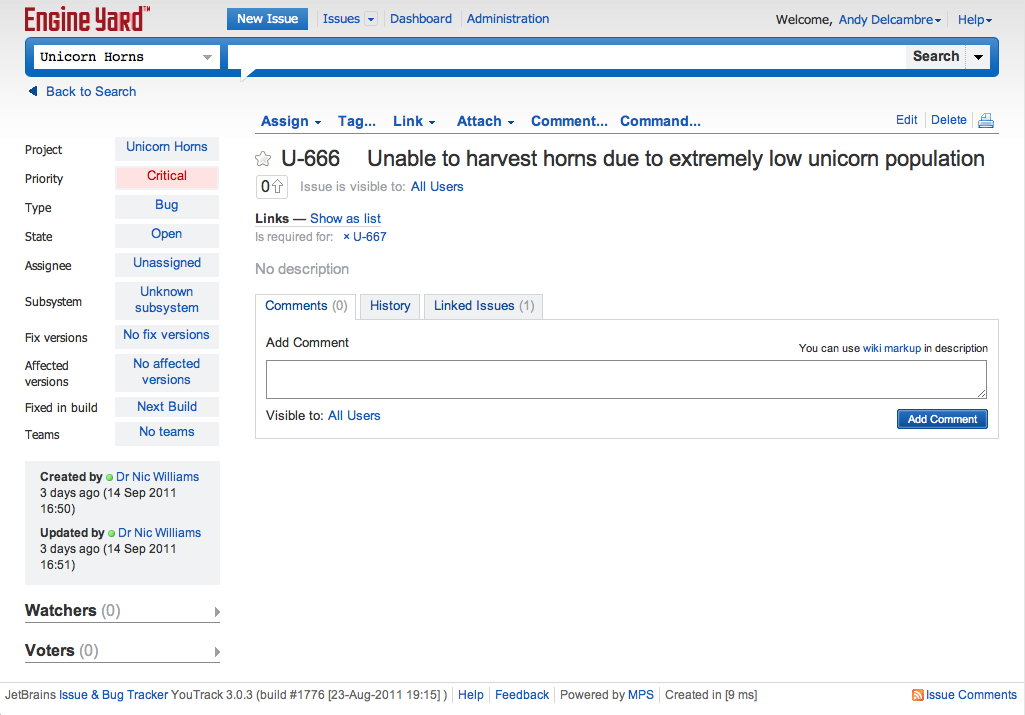 Engine Yard™
New Issue Issues Dashboard Administration Welcome, Andy Delcambre Help
Unicorn Horns Search
Back to Search
Assign Tag... Link Attach Comment... Command... Edit Delete
Project Unicorn Horns
Priority Critical
Type Bug
State Open
Assignee Unassigned
Subsystem Unknown
subsystem
Fix versions No fix versions
Affected
versions
No affected
versions
Fixed in build Next Build
Teams No teams
Created by Dr Nic Williams
3 days ago (14 Sep 2011
16:50)
Updated by Dr Nic Williams
3 days ago (14 Sep 2011
16:51)
Watchers (0)
Voters (0)
U-666 Unable to harvest horns due to extremely low unicorn population
0 Issue is visible to: All Users
Links — Show as list
Is required for: × U-667
No description
Comments (0) History Linked Issues (1)
Add Comment
You can use wiki markup in description
Visible to: All Users
Add Comment
JetBrains Issue & Bug Tracker YouTrack 3.0.3 (build #1776 [23-Aug-2011 19:15] ) Help Feedback Powered by MPS Created in [9 ms] Issue Comments